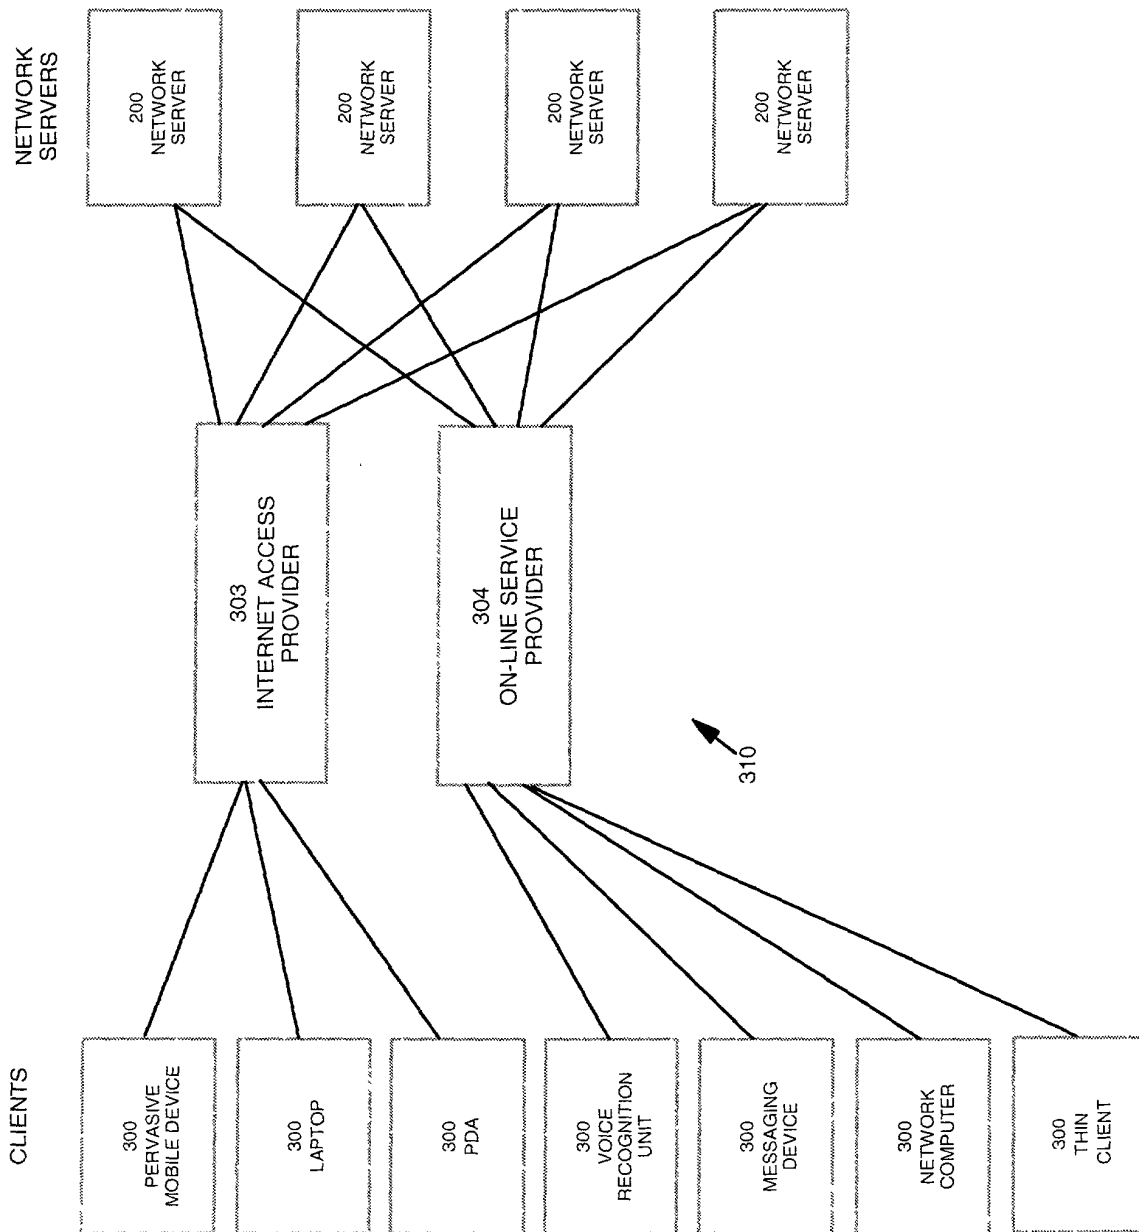 CLIENTS
300
PERVASIVE
MOBILE DEVICE
300
LAPTOP
300
PDA
300
VOICE
RECOGNITION
UNIT
300
MESSAGING
DEVICE
300
NETWORK
COMPUTER
300
THIN
CLIENT
303
INTERNET ACCESS
PROVIDER
304
ON-LINE SERVICE
PROVIDER
310
NETWORK
SERVERS
200
NETWORK
SERVER
200
NETWORK
SERVER
200
NETWORK
SERVER
200
NETWORK
SERVER